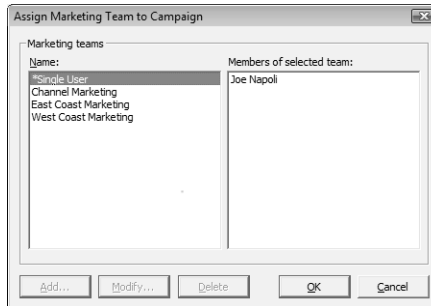 Assign Marketing Team to Campaign
Marketing teams
Name:
Members of selected team:
*Single User
Joe Napoli
Channel Marketing
East Coast Marketing
West Coast Marketing
Add...
Modify...
Delete
OK
Cancel